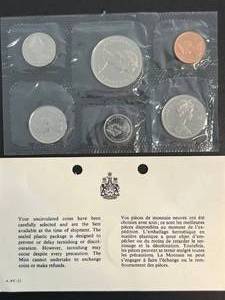 Your uncirculated coins have been
carefully selected and are the best
available at the time of shipment. The
sealed plastic package is designed to
prevent or delay tarnishing or discol-
oration. However, tarnishing may
occur despite every precaution. The
Mint cannot undertake to exchange
coins or make refunds.
Vos pièces de monnaie neuves ont été
choisies avec soin; ce sont les meilleures
pièces disponibles au moment de l'ex-
pédition. L'emballage hermétique en
matière plastique a pour objet d'empê-
cher ou du moins de retarder le ter-
nissage et la décoloration. Toutefois,
les pièces peuvent se ternir malgré toutes
les précautions. La Monnaie ne peut
s'engager à faire l'échange ou le rem-
boursement des pièces.